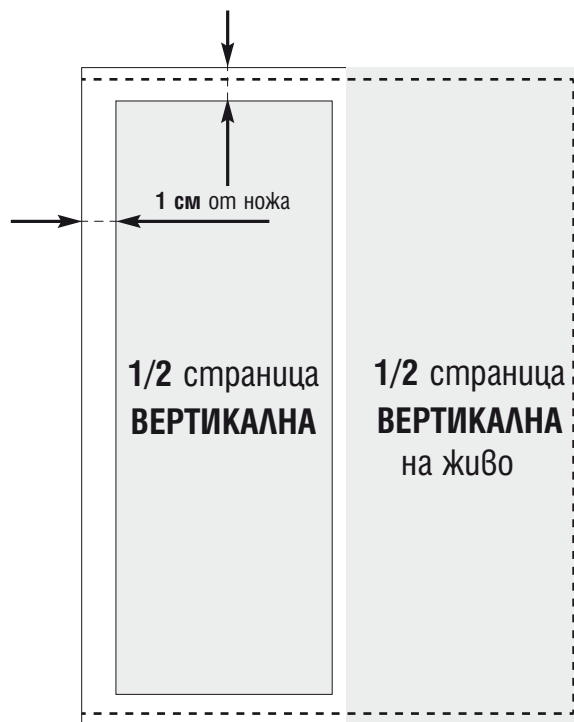 1 см от ножа
1/2 страница
ВЕРТИКАЛНА
1/2 страница
ВЕРТИКАЛНА
на живо